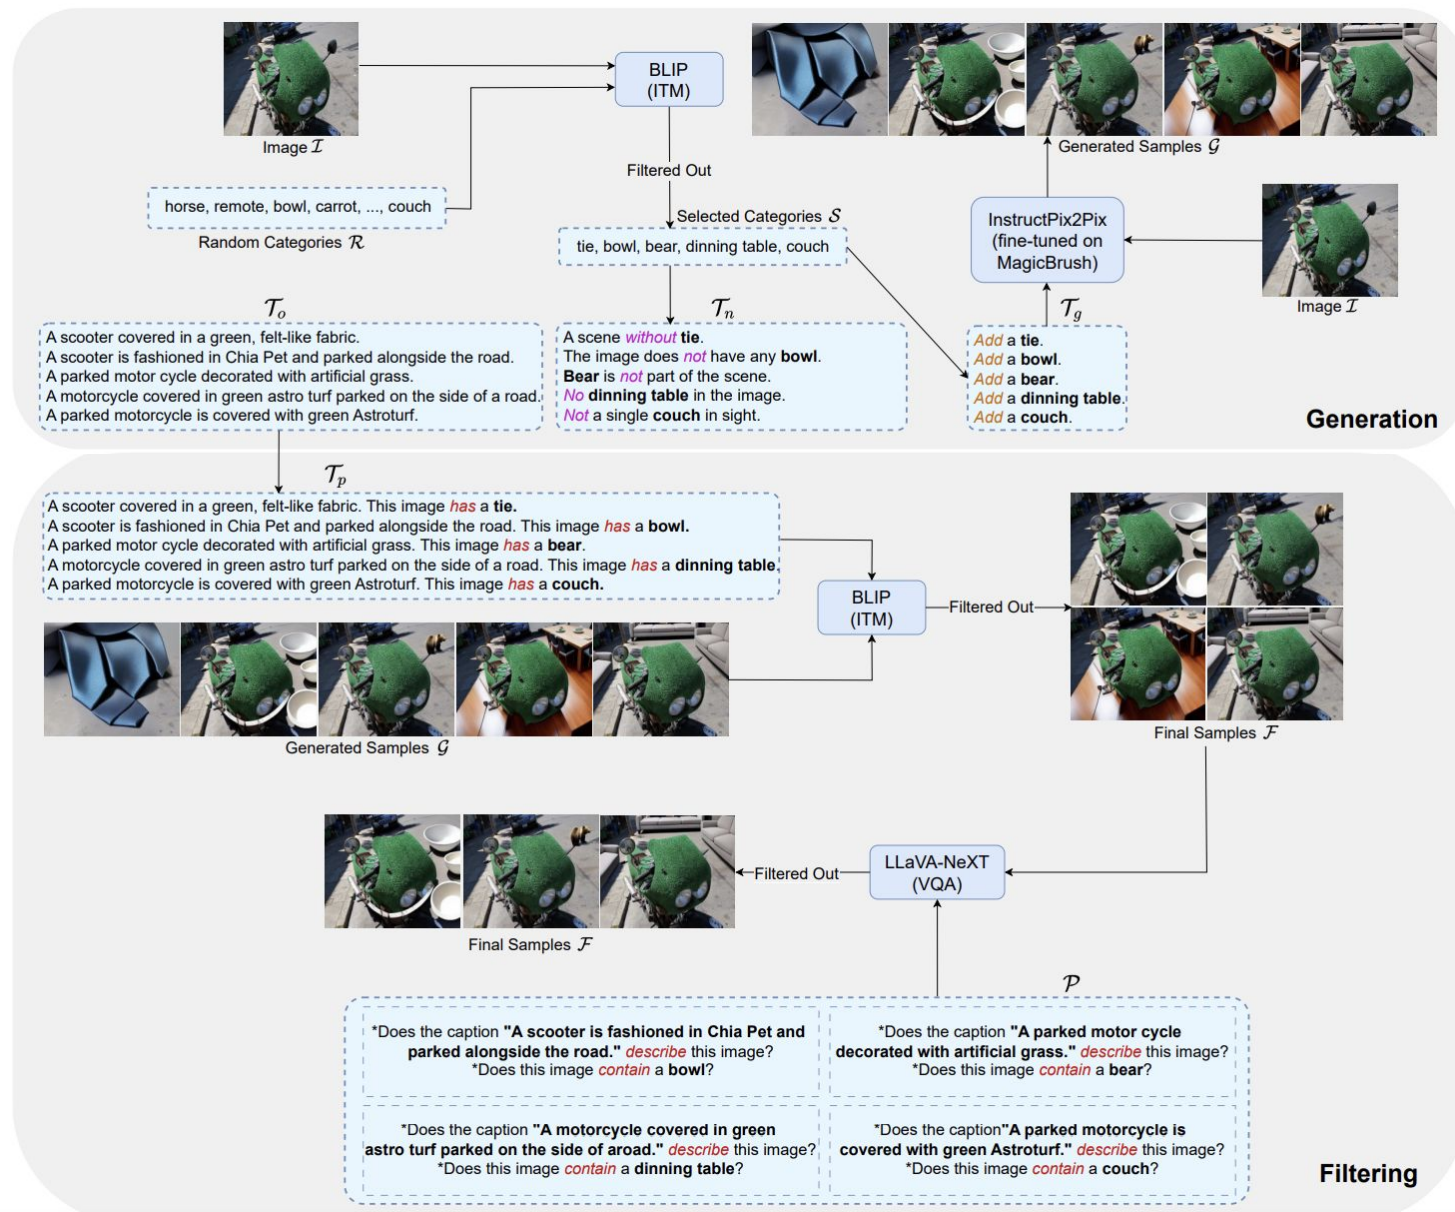 BLIP
(ITM)
Image I
Filtered Out
horse, remote, bowl, carrot, ..., couch
Random Categories R
Selected Categories S
tie, bowl, bear, dinning table, couch
Generated Samples G
InstructPix2Pix
(fine-tuned on
MagicBrush)
Image I
T_o
A scooter covered in a green, felt-like fabric.
A scooter is fashioned in Chia Pet and parked alongside the road.
A parked motor cycle decorated with artificial grass.
A motorcycle covered in green astro turf parked on the side of a road.
A parked motorcycle is covered with green Astroturf.
T_n
A scene without tie.
The image does not have any bowl.
Bear is not part of the scene.
No dinning table in the image.
Not a single couch in sight.
T_g
Add a tie.
Add a bowl.
Add a bear.
Add a dinning table.
Add a couch.
Generation
T_p
A scooter covered in a green, felt-like fabric. This image has a tie.
A scooter is fashioned in Chia Pet and parked alongside the road. This image has a bowl.
A parked motor cycle decorated with artificial grass. This image has a bear.
A motorcycle covered in green astro turf parked on the side of a road. This image has a dinning table.
A parked motorcycle is covered with green Astroturf. This image has a couch.
BLIP
(ITM)
Filtered Out
Generated Samples G
Final Samples F
LLaVA-NeXT
(VQA)
Filtered Out
Final Samples F
P
*Does the caption "A scooter is fashioned in Chia Pet and
parked alongside the road." describe this image?
*Does this image contain a bowl?
*Does the caption "A parked motor cycle
decorated with artificial grass." describe this image?
*Does this image contain a bear?
*Does the caption "A motorcycle covered in green
astro turf parked on the side of aroad." describe this image?
*Does this image contain a dinning table?
*Does the caption"A parked motorcycle is
covered with green Astroturf." describe this image?
*Does this image contain a couch?
Filtering